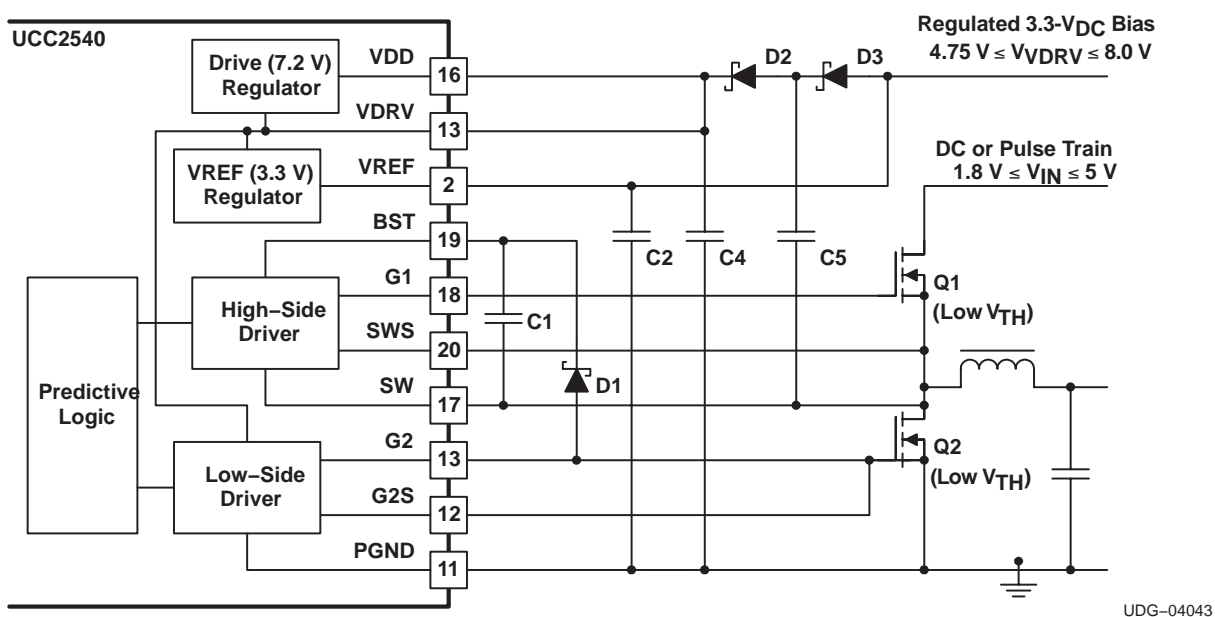 UCC2540
Regulated 3.3-VDC Bias
4.75 V ≤ VVDRV ≤ 8.0 V
Drive (7.2 V)
Regulator
VDD
16
D2
D3
VDRV
13
DC or Pulse Train
1.8 V ≤ VIN ≤ 5 V
VREF (3.3 V)
Regulator
VREF
2
BST
19
C2
C4
C5
G1
18
Q1
(Low VTH)
High–Side
Driver
C1
SWS
20
Predictive
Logic
SW
17
D1
G2
13
Q2
(Low VTH)
Low–Side
Driver
G2S
12
PGND
11
UDG–04043